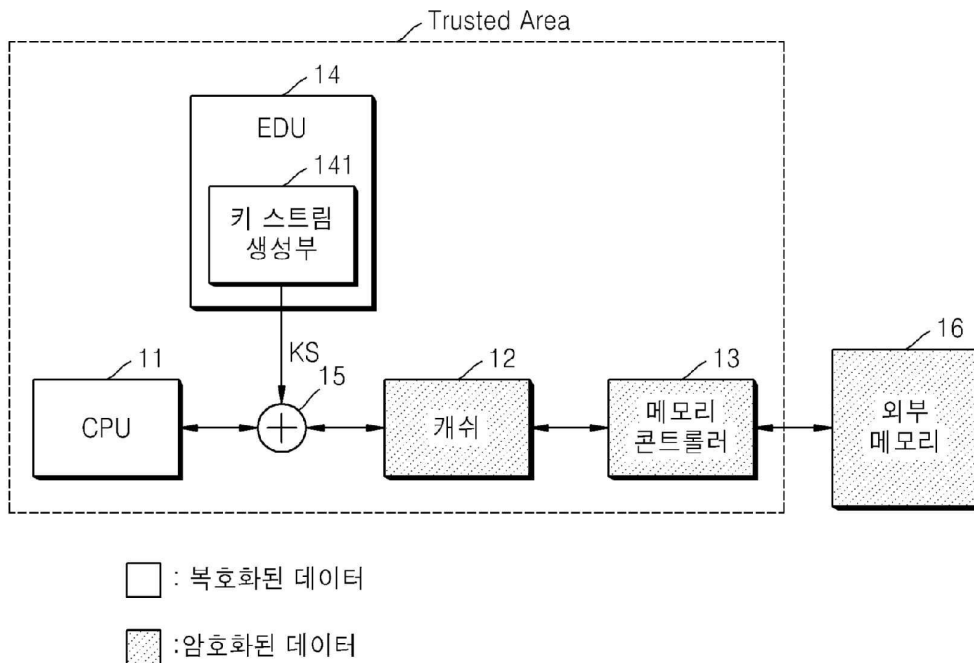 Trusted Area
14
EDU
141
키 스트림
생성부
KS
11
15
12
13
16
CPU
캐쉬
메모리
콘트롤러
외부
메모리
: 복호화된 데이터
:암호화된 데이터